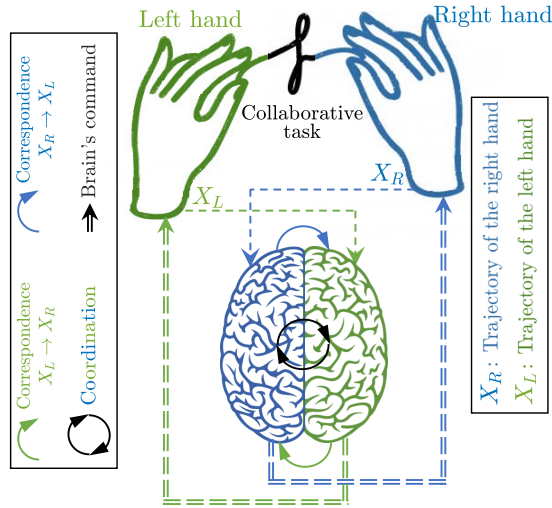 Left hand
Right hand
Collaborative
task
X_R
X_L
Correspondence
X_R → X_L
Brain's command
Correspondence
X_L → X_R
Coordination
X_R: Trajectory of the right hand
X_L: Trajectory of the left hand